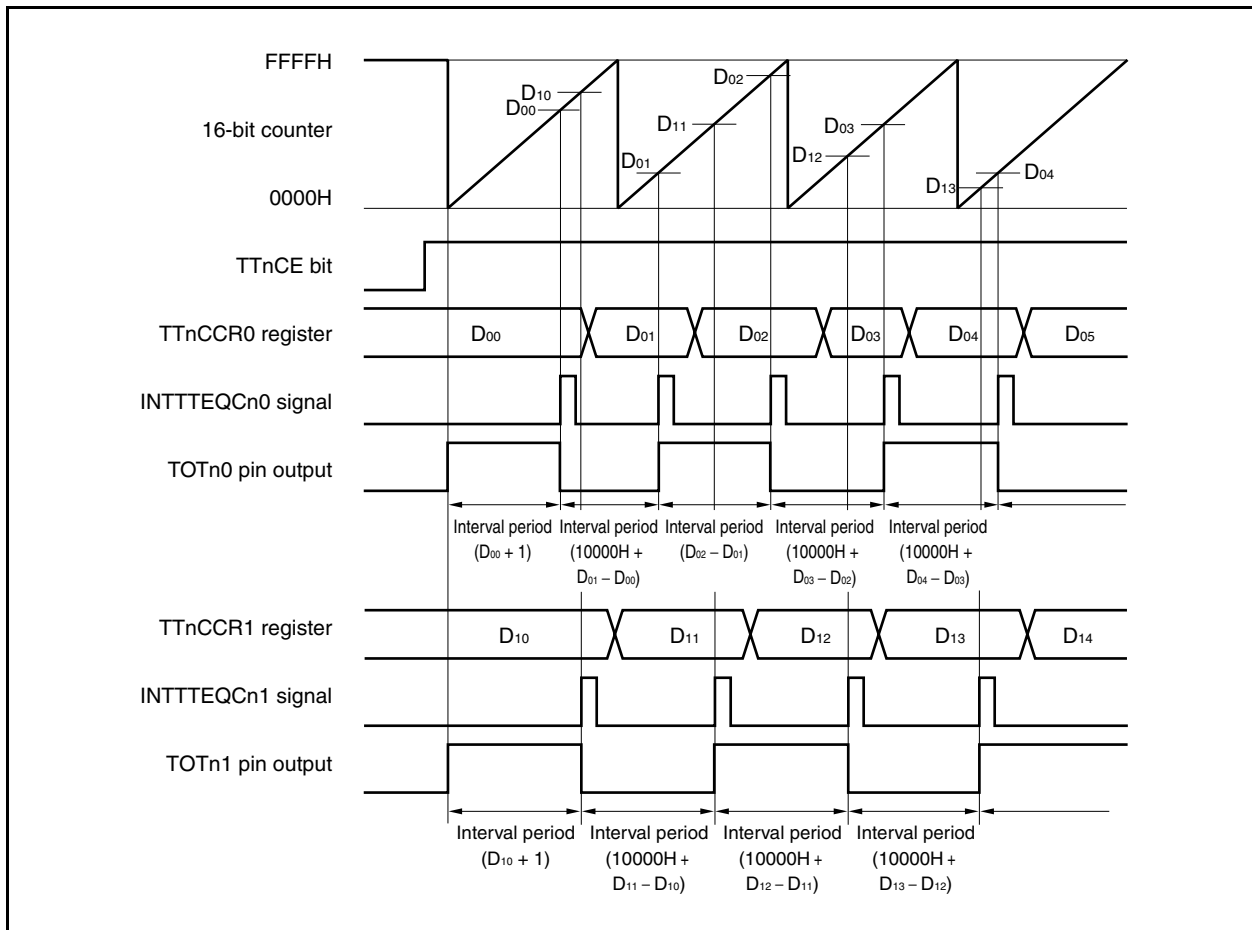 FFFFH
D10
D00
D02
16-bit counter
D11
D03
D01
D12
0000H
D13
D04
TTnCE bit
TTnCCR0 register
D00
D01
D02
D03
D04
D05
INTTTEQCn0 signal
TOTn0 pin output
Interval period
(D00 + 1)
Interval period
(10000H +
D01 – D00)
Interval period
(D02 – D01)
Interval period
(10000H +
D03 – D02)
Interval period
(10000H +
D04 – D03)
TTnCCR1 register
D10
D11
D12
D13
D14
INTTTEQCn1 signal
TOTn1 pin output
Interval period
(D10 + 1)
Interval period
(10000H +
D11 – D10)
Interval period
(10000H +
D12 – D11)
Interval period
(10000H +
D13 – D12)